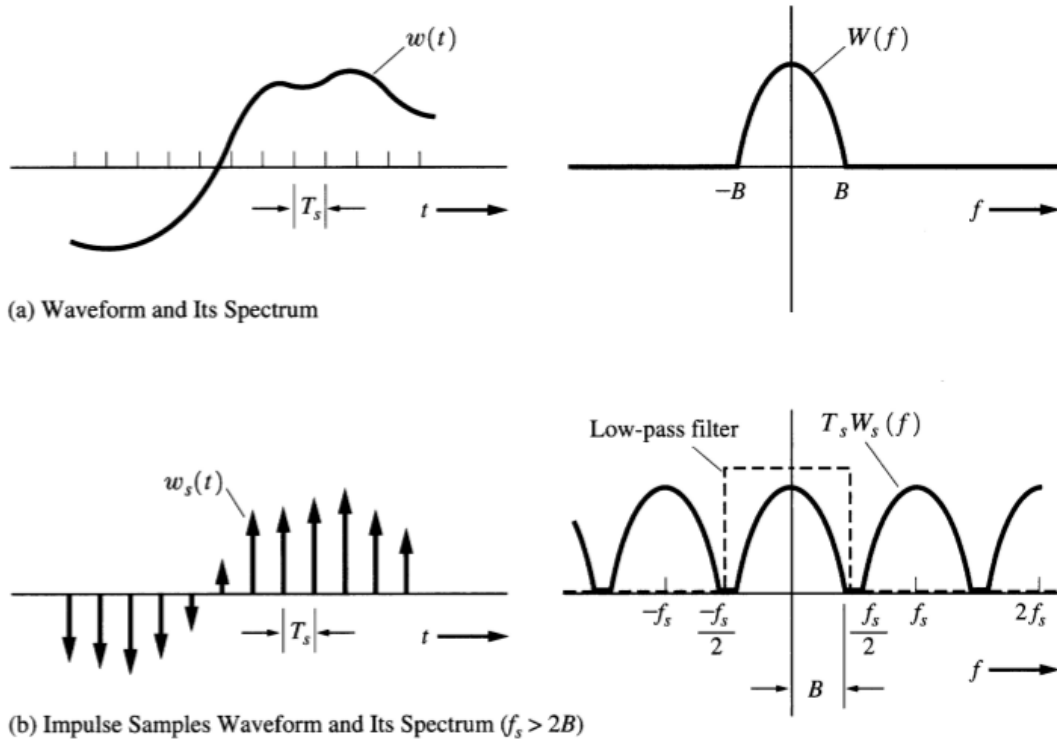 w(t)
W(f)
T_s
t
−B
B
f
(a) Waveform and Its Spectrum
Low-pass filter
T_s W_s(f)
w_s(t)
T_s
t
−f_s
−f_s/2
f_s/2
f_s
2f_s
B
f
(b) Impulse Samples Waveform and Its Spectrum (f_s > 2B)